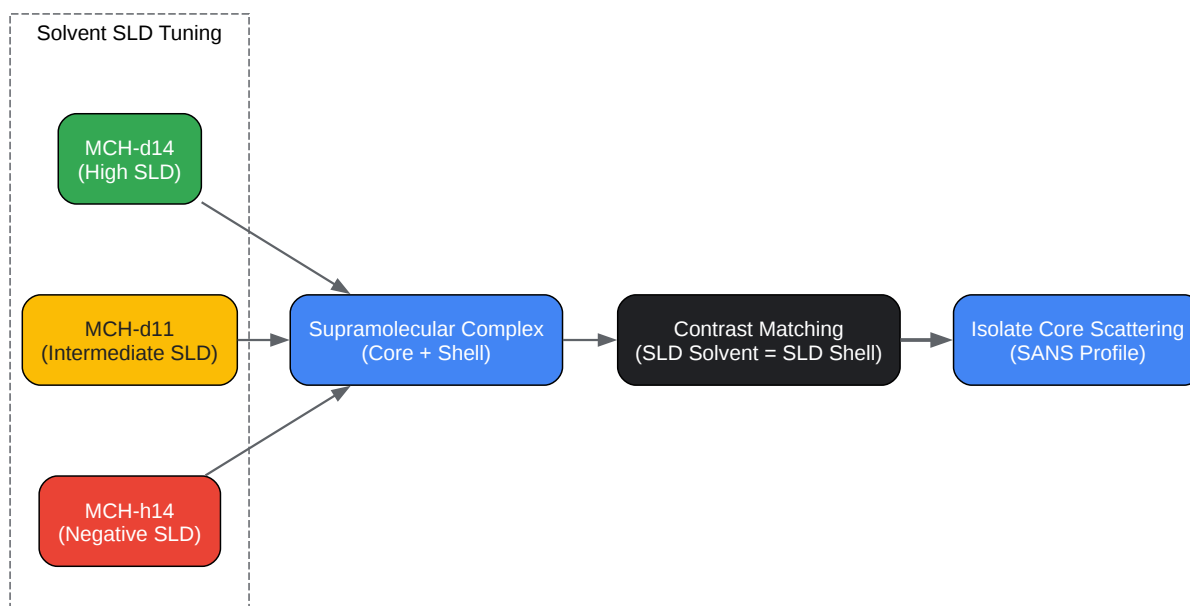 Solvent SLD Tuning
MCH-d14
(High SLD)
MCH-d11
(Intermediate SLD)
MCH-h14
(Negative SLD)
Supramolecular Complex
(Core + Shell)
Contrast Matching
(SLD Solvent = SLD Shell)
Isolate Core Scattering
(SANS Profile)